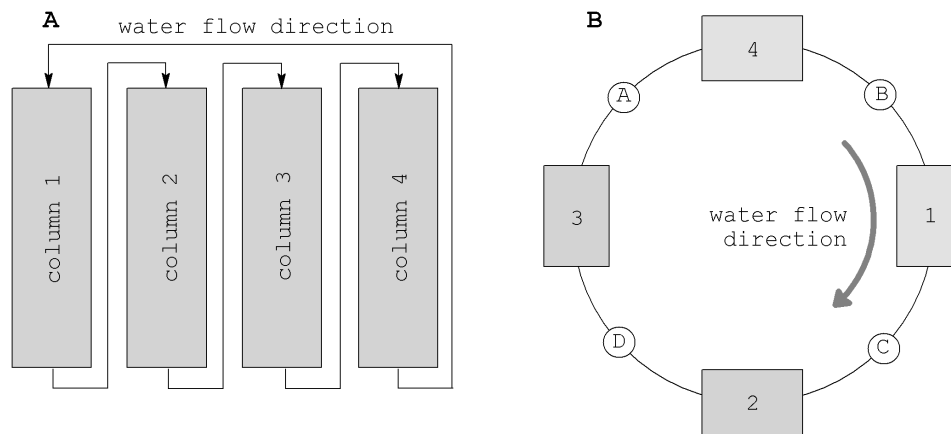 A
water flow direction
column 1
column 2
column 3
column 4
B
4
A
B
3
water flow
direction
1
D
C
2